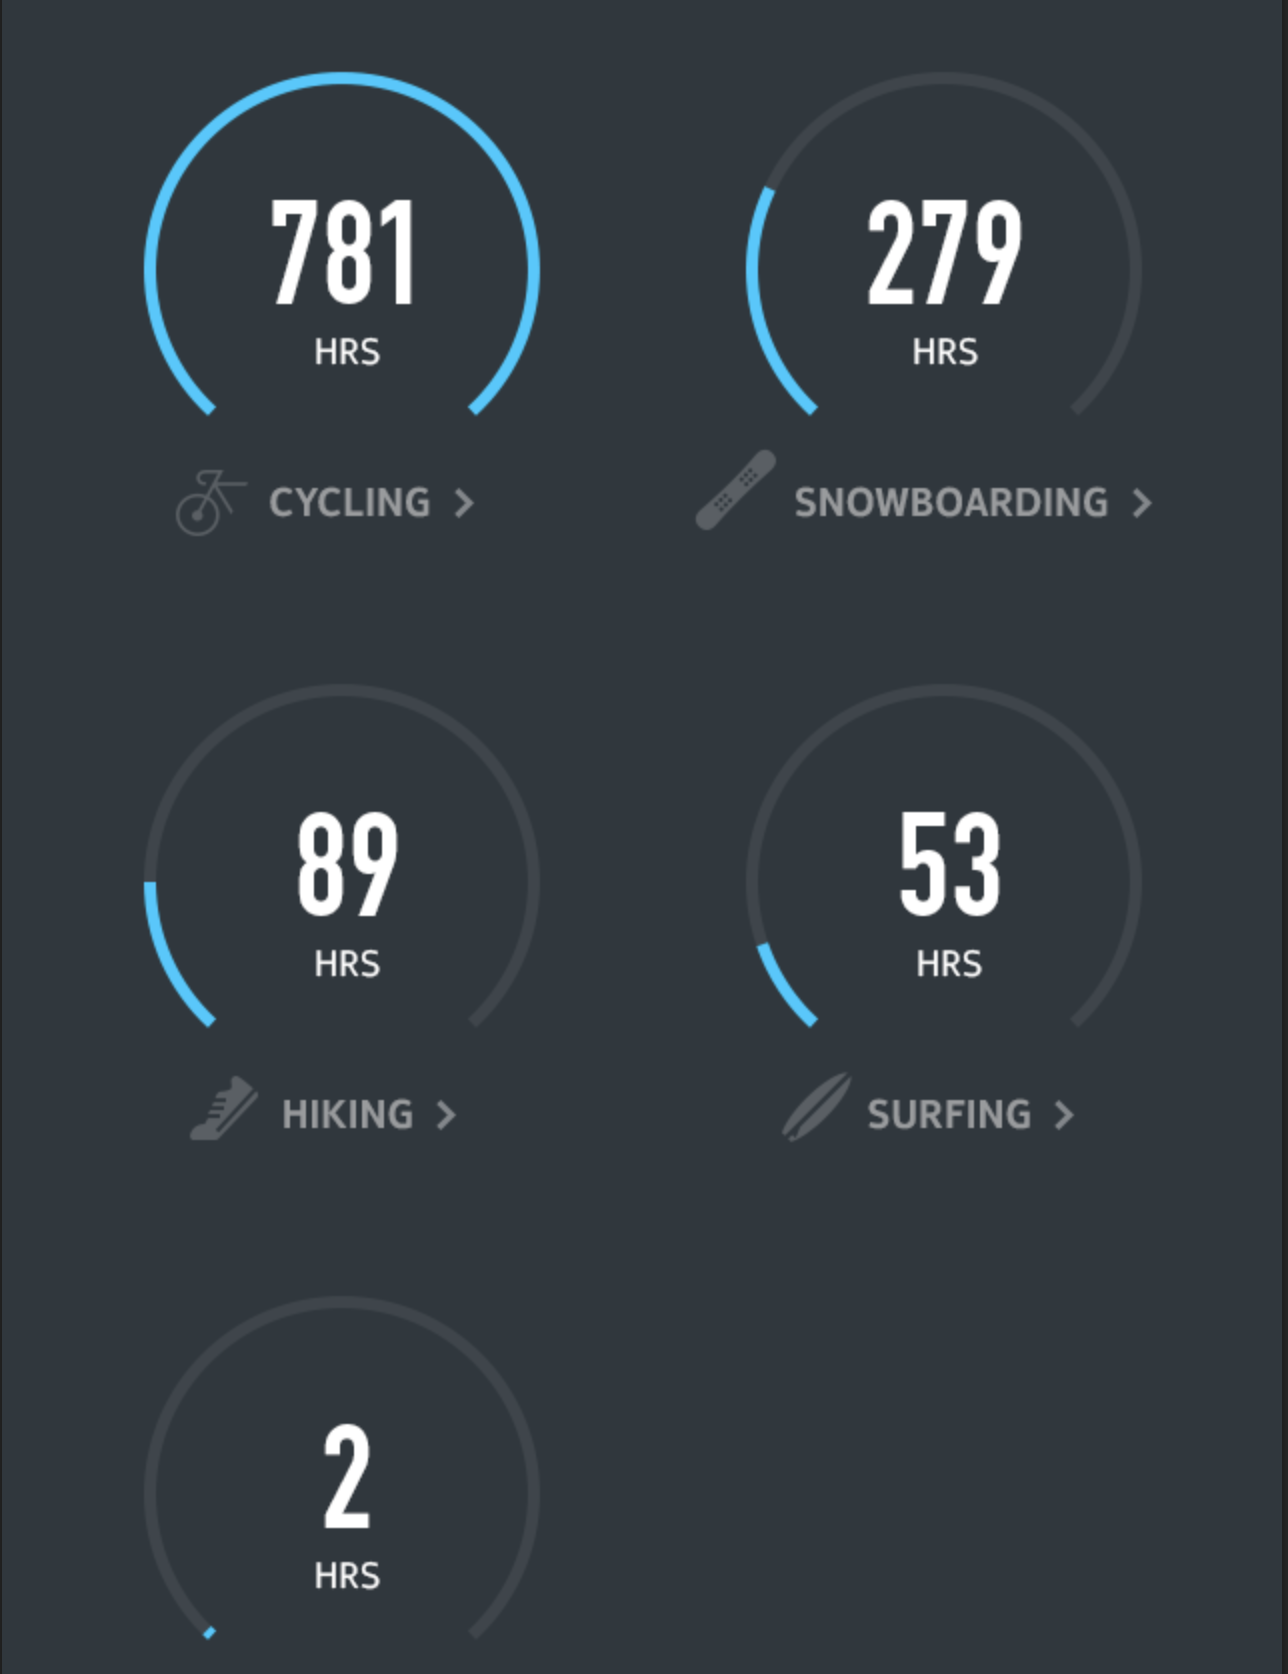 781
HRS
279
HRS
CYCLING
SNOWBOARDING
89
HRS
53
HRS
HIKING
SURFING
2
HRS